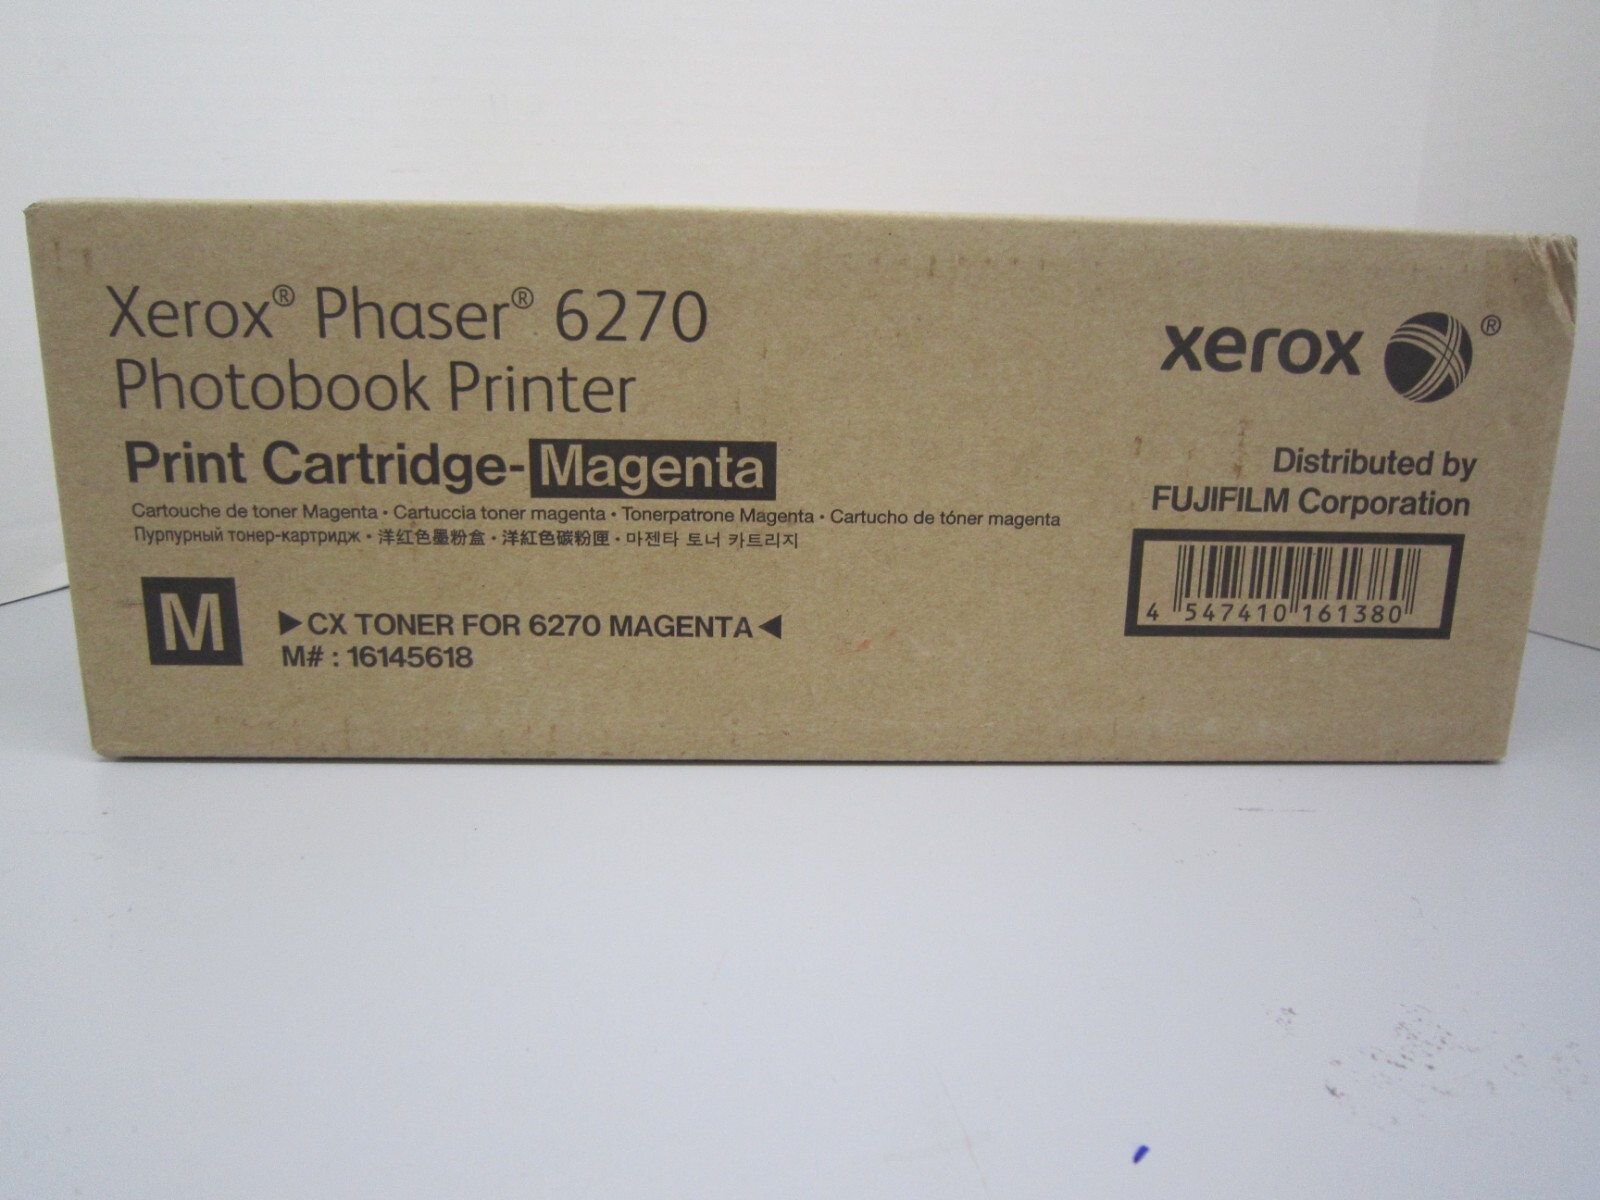 Xerox® Phaser® 6270
Photobook Printer
Print Cartridge-Magenta
Cartouche de toner Magenta • Cartuccia toner magenta • Tonerpatrone Magenta • Cartucho de tóner magenta
Пурпурный тонер-картридж • 洋红色墨粉盒 • 洋紅色碳粉匣 • 마젠타 토너 카트리지
M
▶CX TONER FOR 6270 MAGENTA◀
M# : 16145618
xerox ®
Distributed by
FUJIFILM Corporation
4 547410 161380